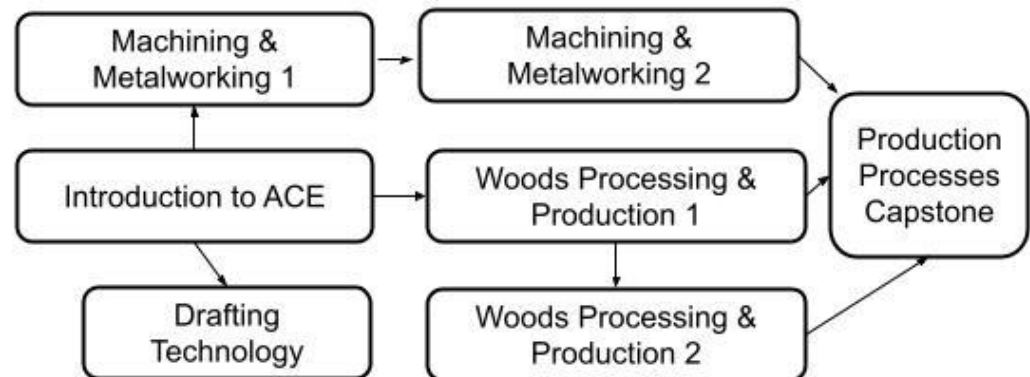 Machining &
Metalworking 1
Machining &
Metalworking 2
Production
Processes
Capstone
Introduction to ACE
Woods Processing &
Production 1
Drafting
Technology
Woods Processing &
Production 2